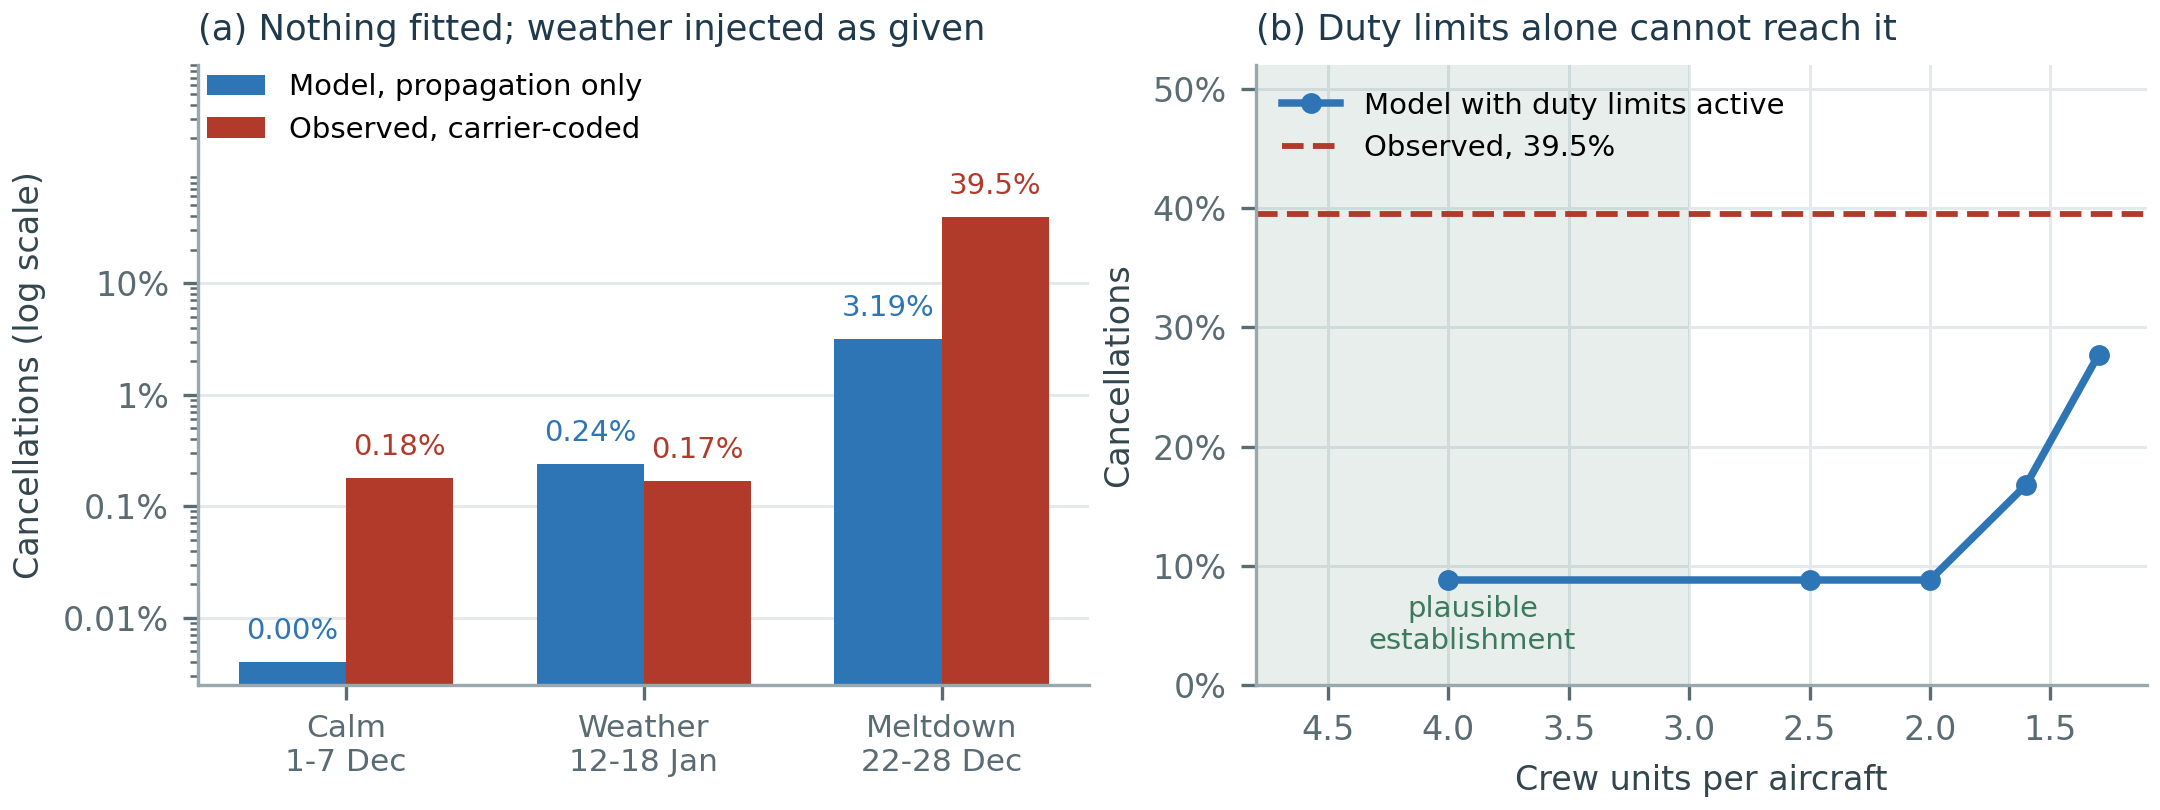 (a) Nothing fitted; weather injected as given
Model, propagation only
Observed, carrier-coded
Cancellations (log scale)
10%
1%
0.1%
0.01%
0.00%
0.18%
0.24%
0.17%
3.19%
39.5%
Calm
1-7 Dec
Weather
12-18 Jan
Meltdown
22-28 Dec
(b) Duty limits alone cannot reach it
Model with duty limits active
Observed, 39.5%
Cancellations
50%
40%
30%
20%
10%
0%
plausible
establishment
4.5
4.0
3.5
3.0
2.5
2.0
1.5
Crew units per aircraft